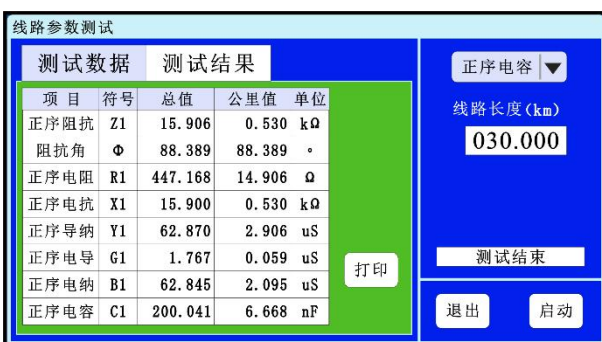 线路参数测试
测试数据 测试结果
项 目 符号 总值 公里值 单位
正序阻抗 Z1 15.906 0.530 kΩ
阻抗角 Φ 88.389 88.389 °
正序电阻 R1 447.168 14.906 Ω
正序电抗 X1 15.900 0.530 kΩ
正序导纳 Y1 62.870 2.906 uS
正序电导 G1 1.767 0.059 uS
正序电纳 B1 62.845 2.095 uS
正序电容 C1 200.041 6.668 nF
打印
正序电容
线路长度(km)
030.000
测试结束
退出 启动